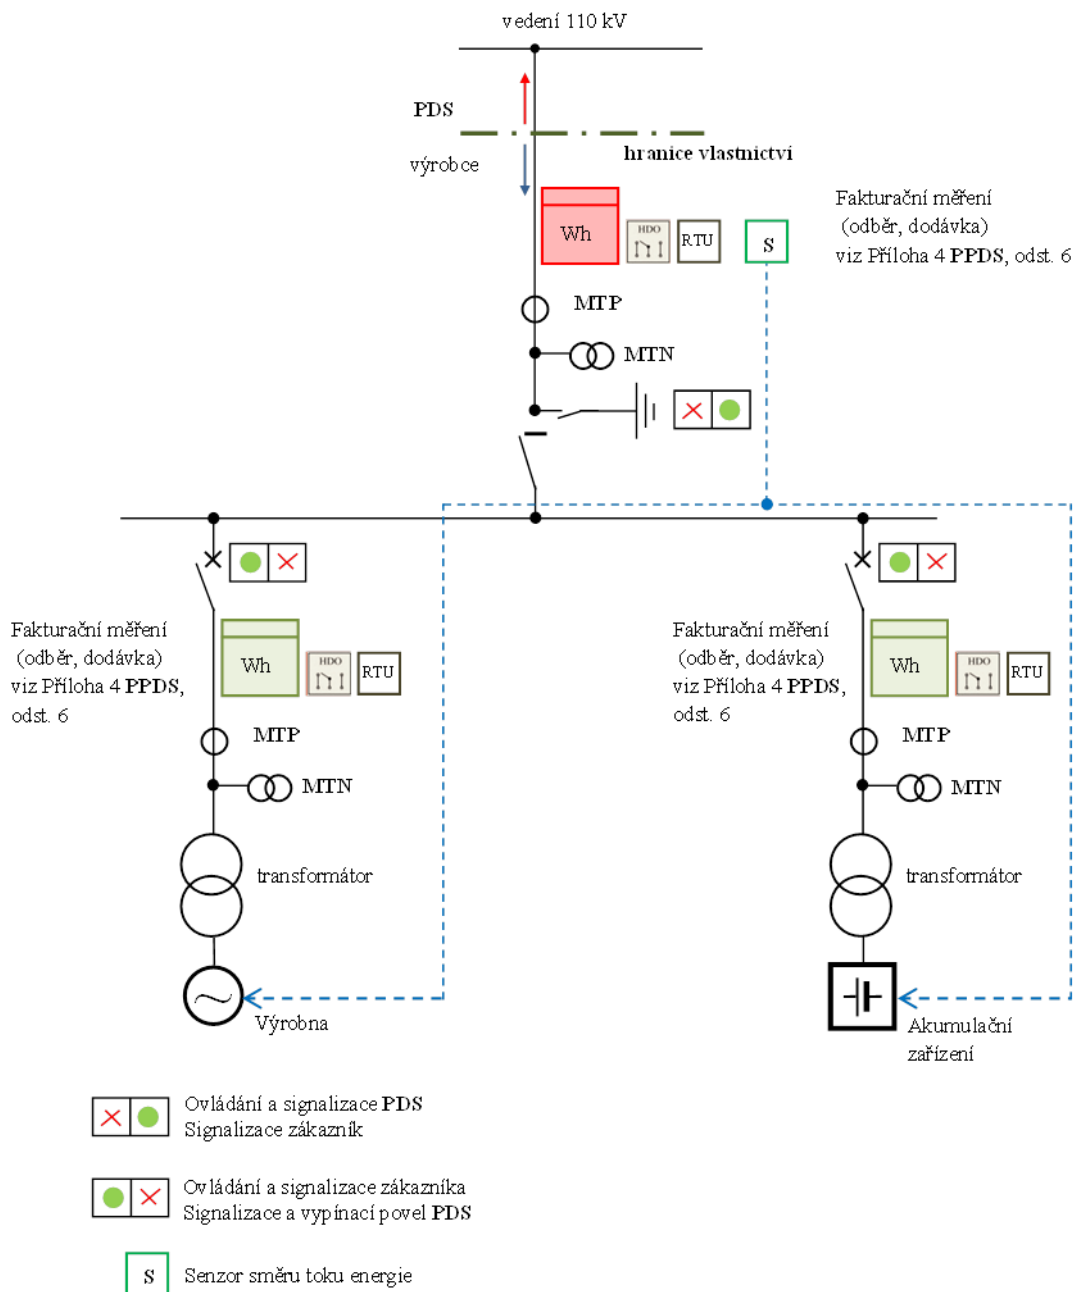 vedení 110 kV
PDS
hranice vlastnictví
výrobce
Fakturační měření
(odběr, dodávka)
viz Příloha 4 PPDS, odst. 6
Wh
HDO
RTU
S
MTP
MTN
Fakturační měření
(odběr, dodávka)
viz Příloha 4 PPDS,
odst. 6
Wh
HDO
RTU
MTP
MTN
transformátor
Výrobna
Fakturační měření
(odběr, dodávka)
viz Příloha 4 PPDS,
odst. 6
Wh
HDO
RTU
MTP
MTN
transformátor
Akumulační
zařízení
Ovládání a signalizace PDS
Signalizace zákazník
Ovládání a signalizace zákazníka
Signalizace a vypínací povel PDS
S
Senzor směru toku energie